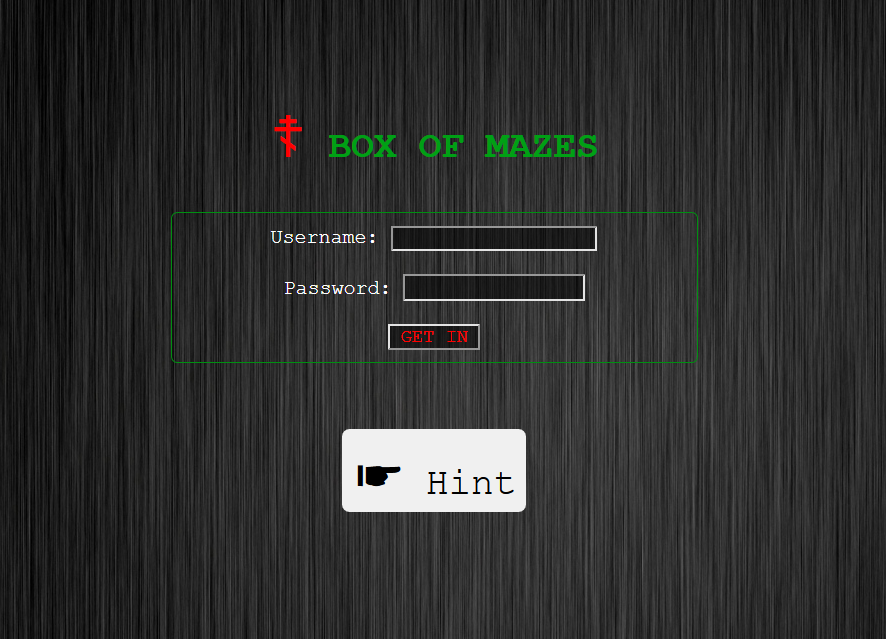 ☦ BOX OF MAZES
Username:
Password:
GET IN
☛ Hint